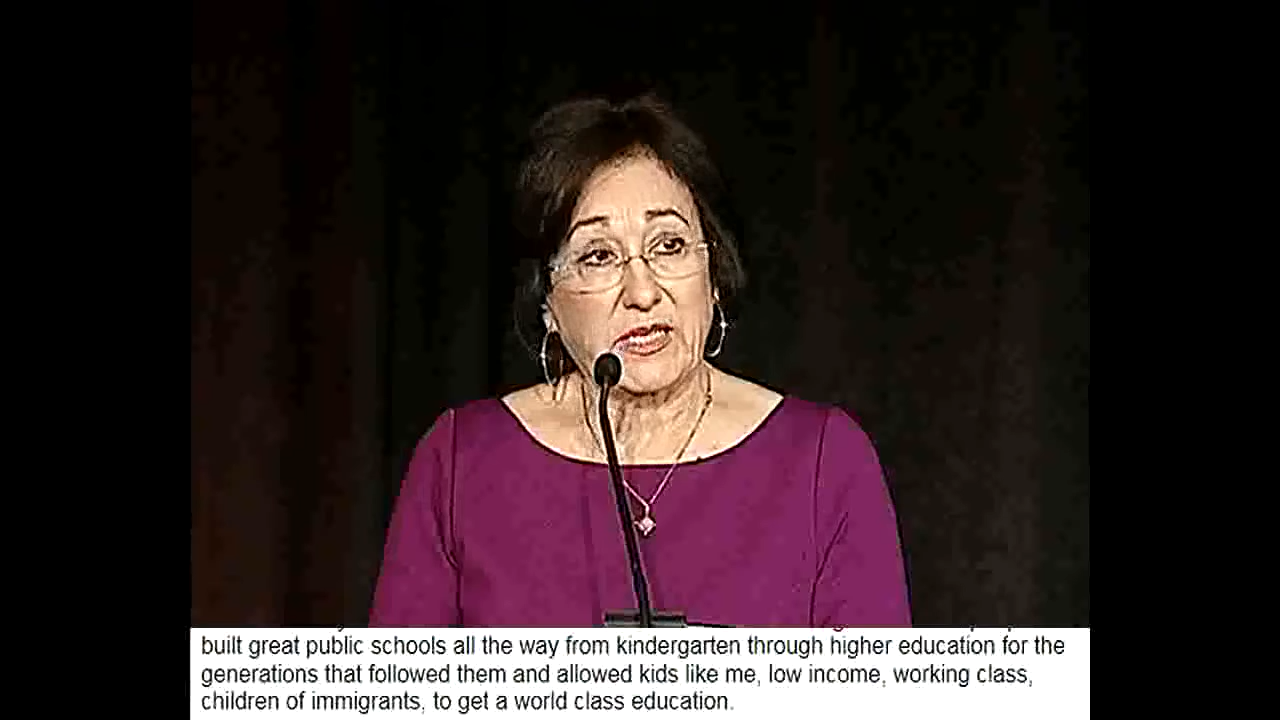 built great public schools all the way from kindergarten through higher education for the
generations that followed them and allowed kids like me, low income, working class,
children of immigrants, to get a world class education.